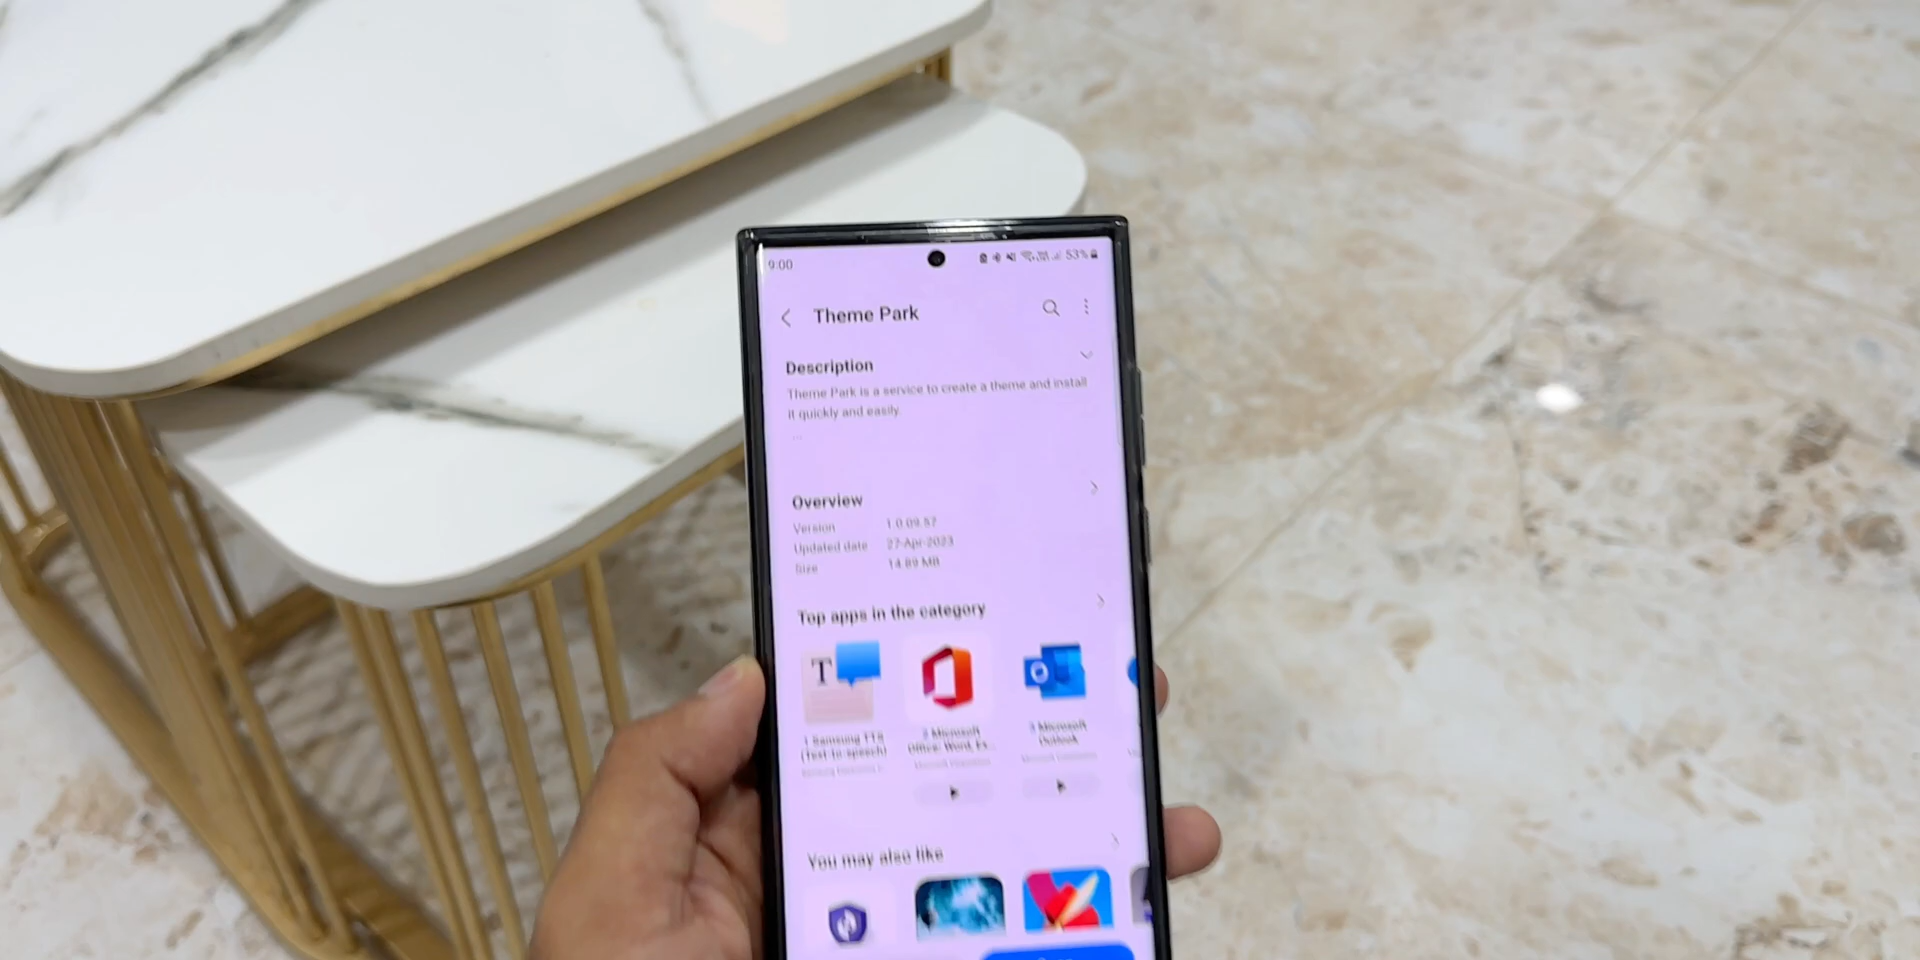 9:00
53%
Theme Park
Description
Theme Park is a service to create a theme and install
it quickly and easily.
...
Overview
Version 1.0.09.57
Updated date 27-Apr-2023
Size 14.89 MB
Top apps in the category
T
1 Samsung TTS
(Text-to-speech)
2 Microsoft
Office: Word, Ex...
3 Microsoft
Outlook
You may also like